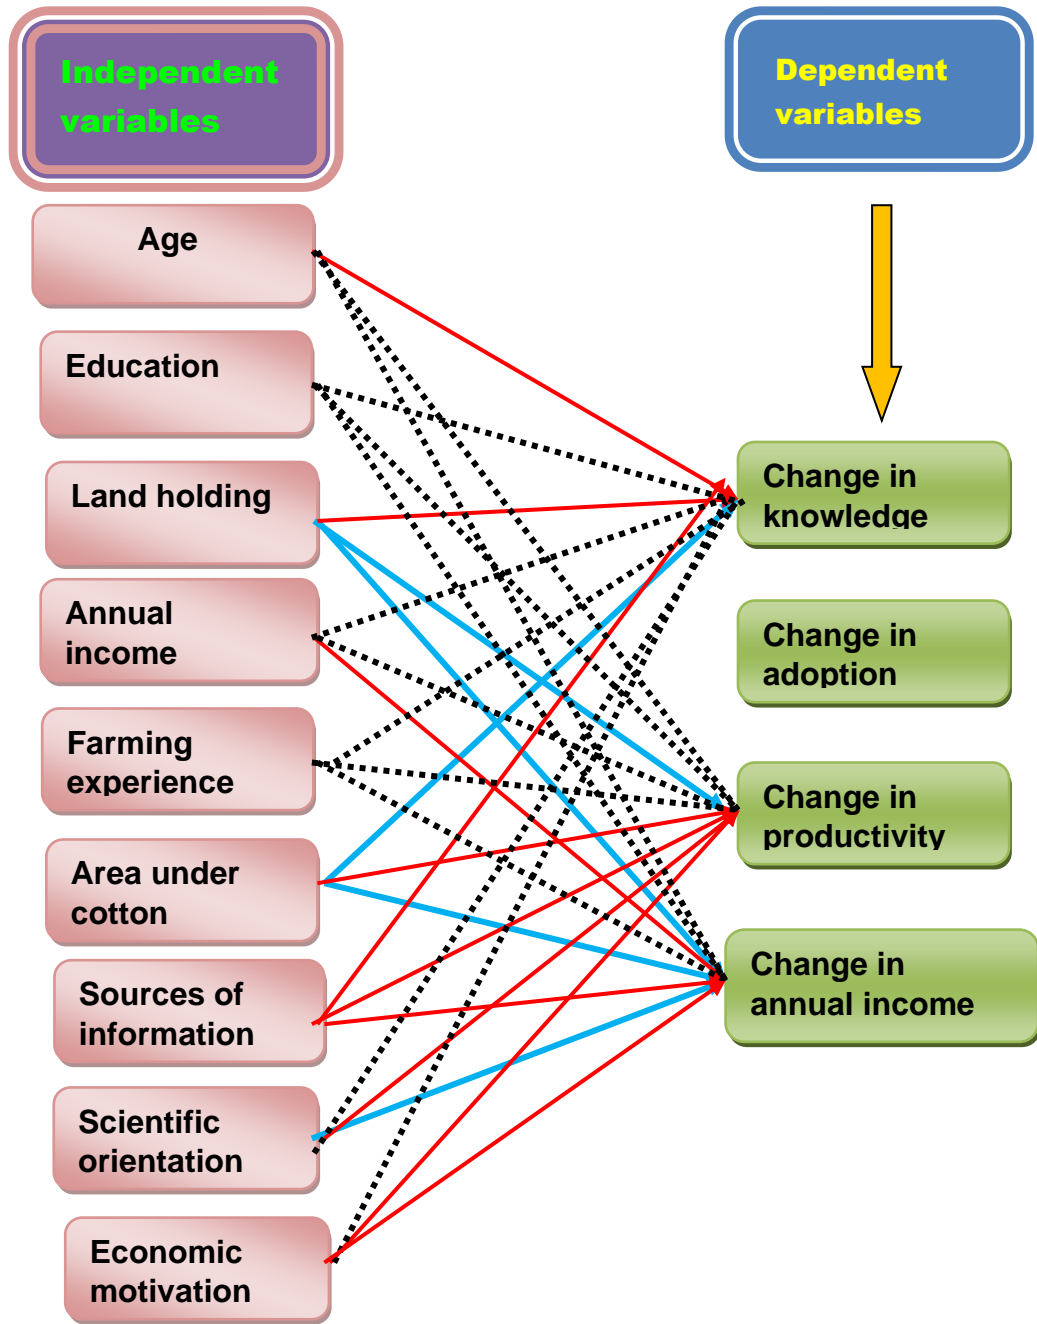 Independent
variables
Dependent
variables
Age
Education
Land holding
Annual
income
Farming
experience
Area under
cotton
Sources of
information
Scientific
orientation
Economic
motivation
Change in
knowledge
Change in
adoption
Change in
productivity
Change in
annual income